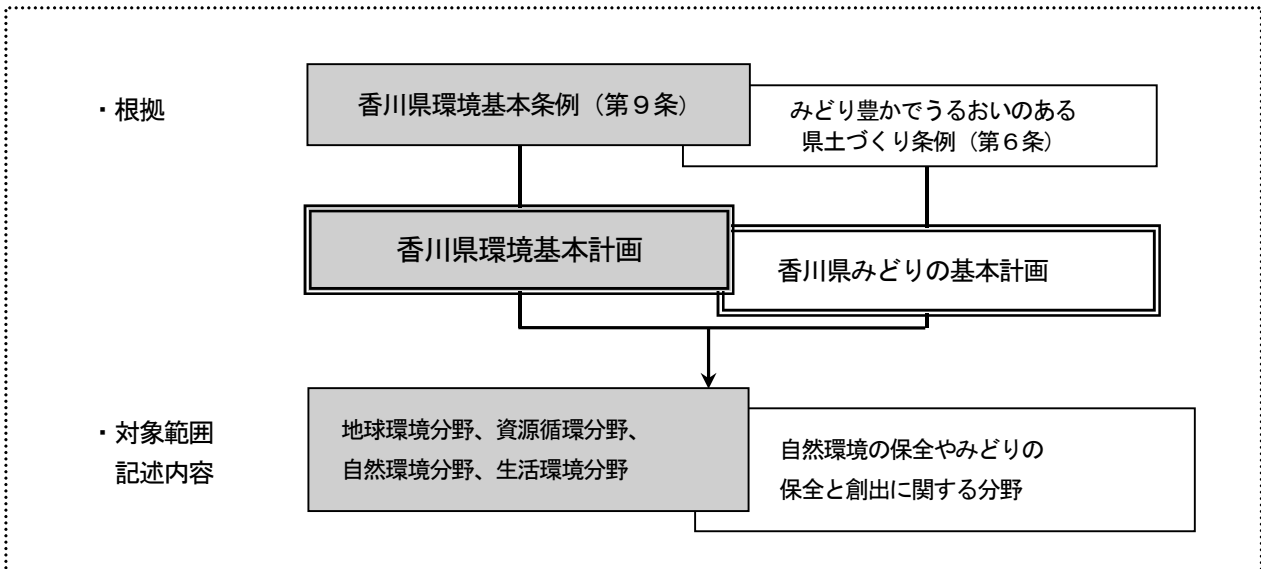 ・根拠
香川県環境基本条例（第９条）
みどり豊かでうるおいのある
県土づくり条例（第６条）
香川県環境基本計画
香川県みどりの基本計画
・対象範囲
記述内容
地球環境分野、資源循環分野、
自然環境分野、生活環境分野
自然環境の保全やみどりの
保全と創出に関する分野